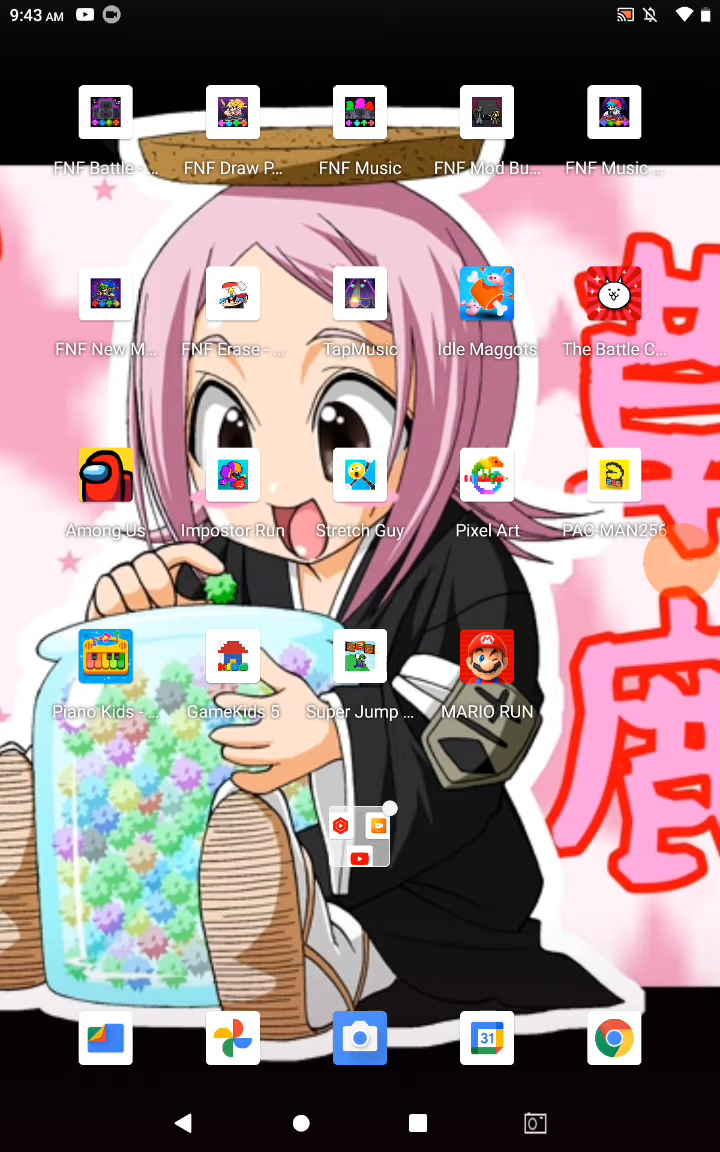 9:43 AM
FNF Battle - ...
FNF Draw P...
FNF Music
FNF Mod Bu...
FNF Music ...
FNF New M...
FNF Erase - ...
TapMusic
Idle Maggots
The Battle C...
Among Us
Impostor Run
Stretch Guy
Pixel Art
PAC-MAN256
Piano Kids - ...
GameKids 5
Super Jump ...
MARIO RUN
31